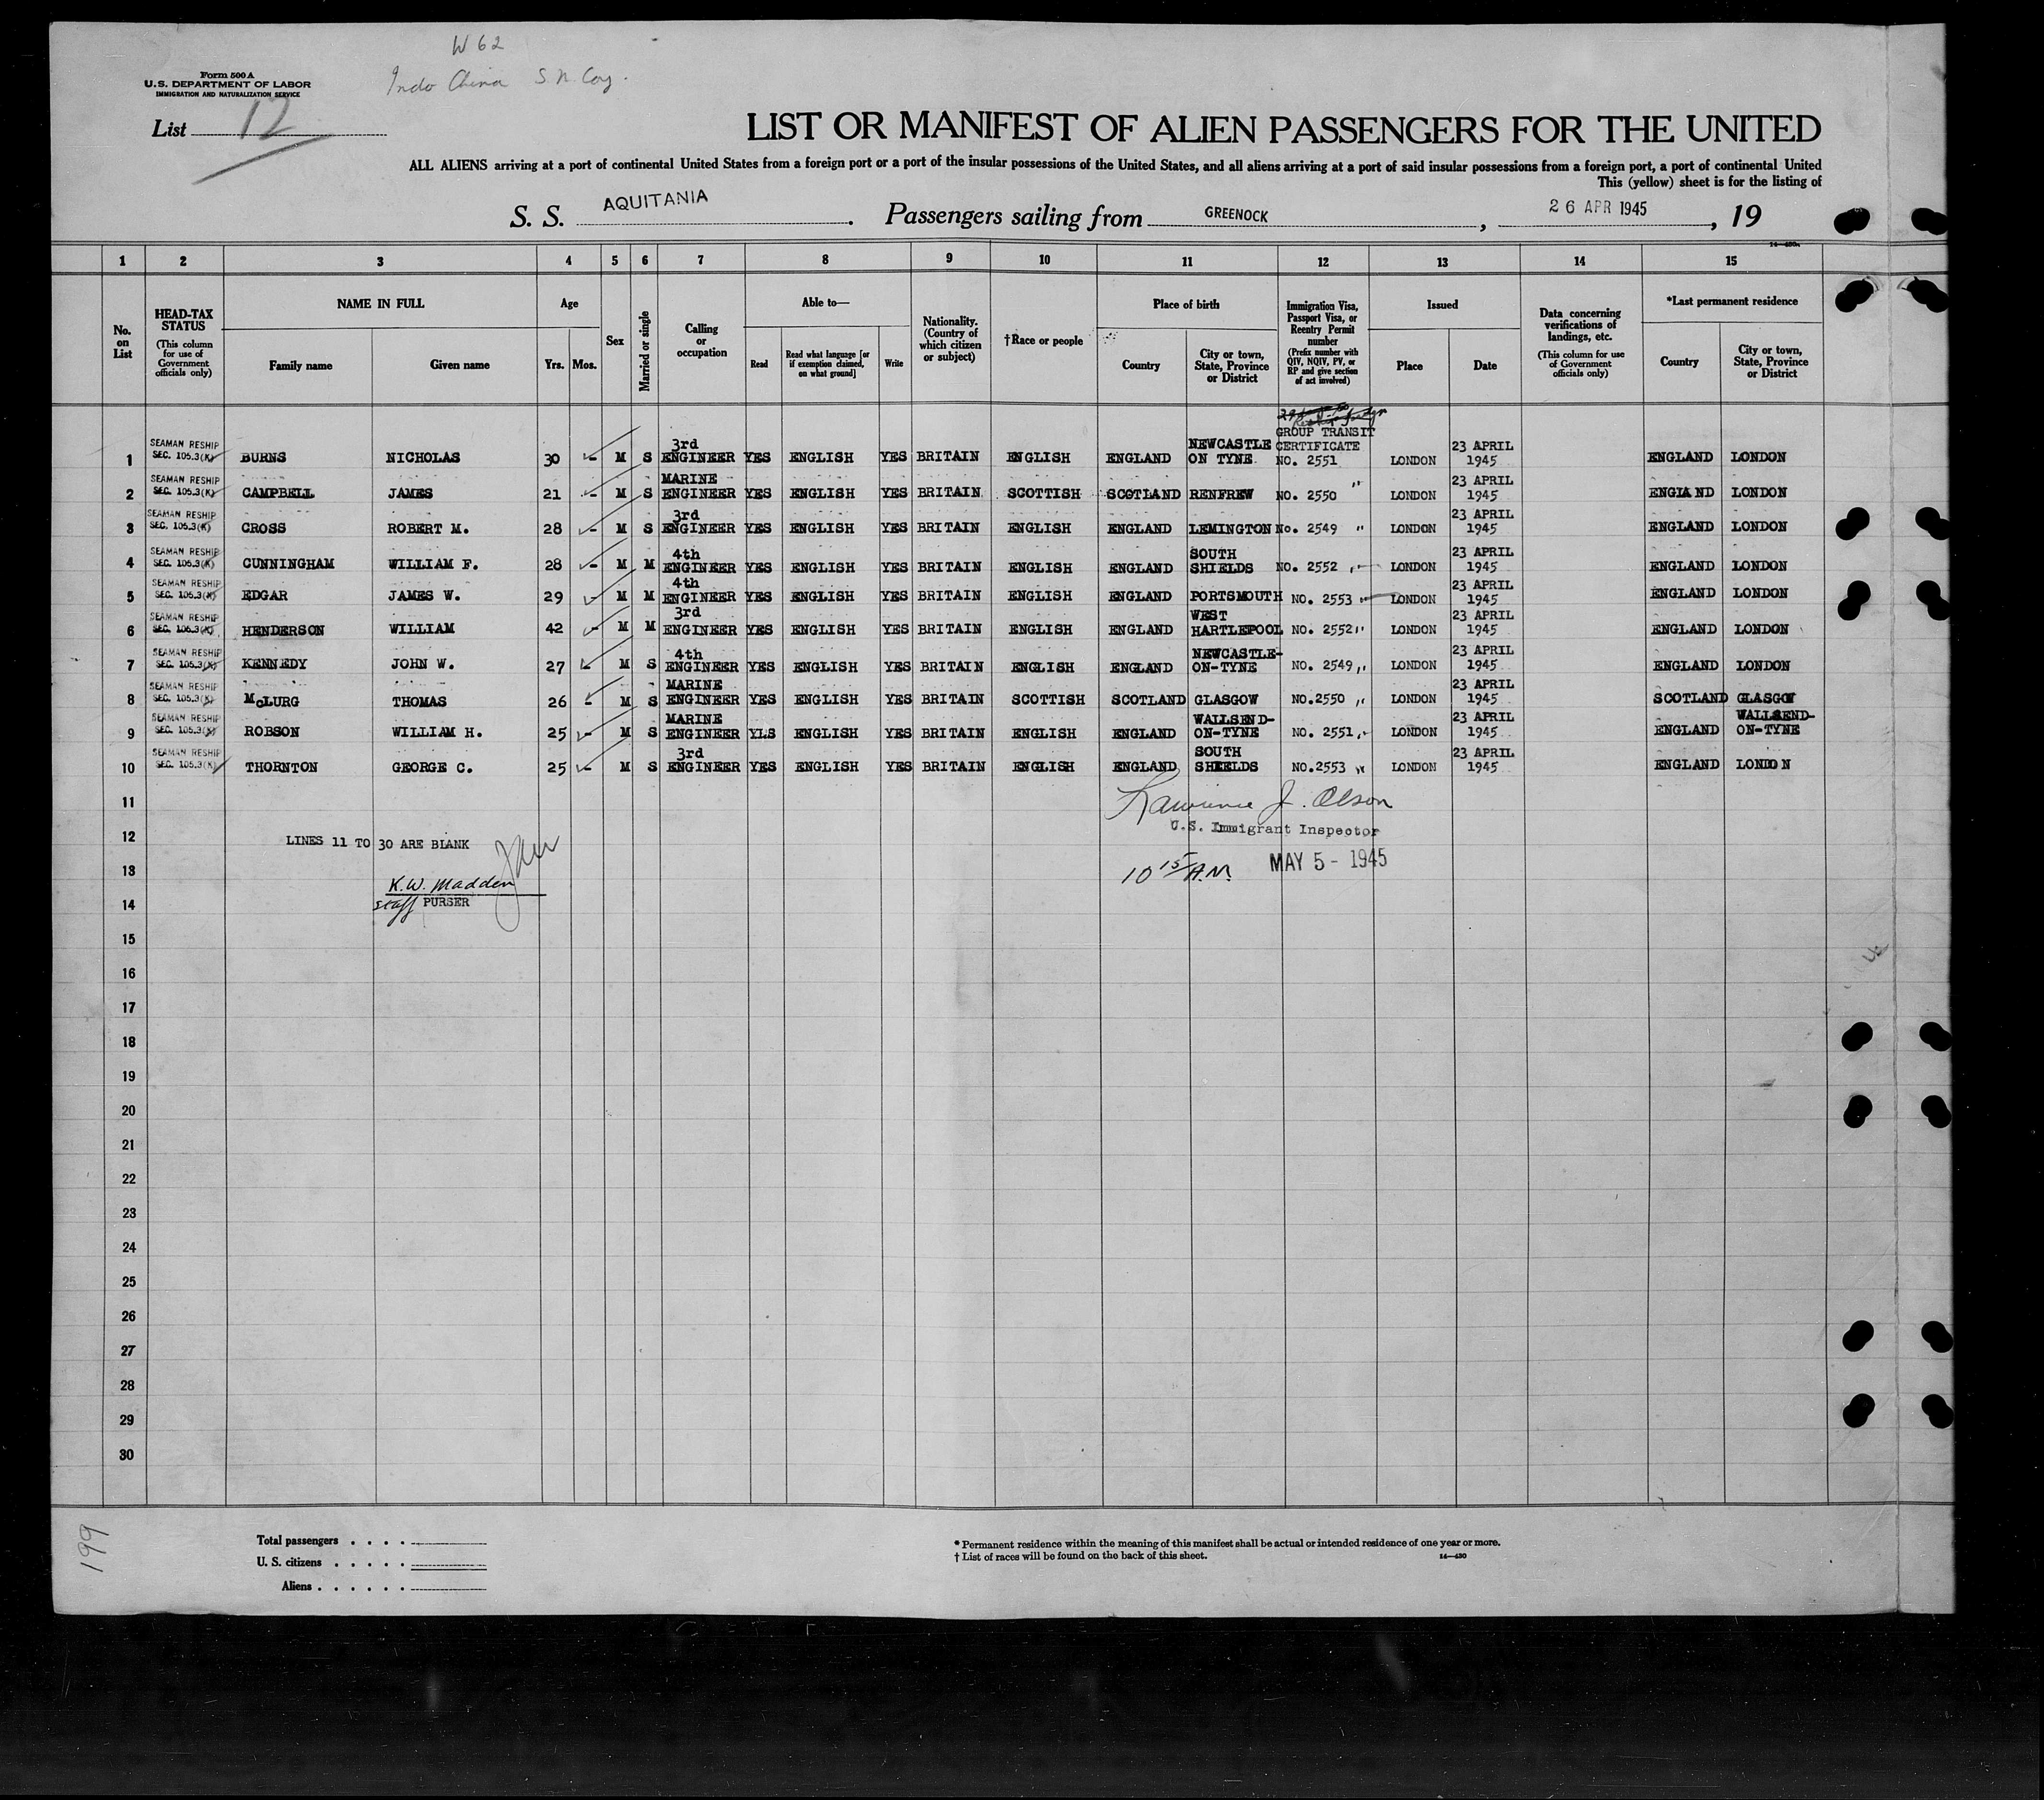 W 62
Indo China S. N. Coy.
Form 500 A
U.S. DEPARTMENT OF LABOR
IMMIGRATION AND NATURALIZATION SERVICE
List 12
LIST OR MANIFEST OF ALIEN PASSENGERS FOR THE UNITED
ALL ALIENS arriving at a port of continental United States from a foreign port or a port of the insular possessions of the United States, and all aliens arriving at a port of said insular possessions from a foreign port, a port of continental United
This (yellow) sheet is for the listing of
S. S. AQUITANIA. Passengers sailing from GREENOCK, 26 APR 1945, 19
14—430a
1 2 3 4 5 6 7 8 9 10 11 12 13 14 15
No. on List
HEAD-TAX STATUS (This column for use of Government officials only)
NAME IN FULL
Family name Given name
Age
Yrs. Mos.
Sex
Married or single
Calling or occupation
Able to—
Read Read what language [or if exemption claimed, on what ground] Write
Nationality. (Country of which citizen or subject)
†Race or people
Place of birth
Country City or town, State, Province or District
Immigration Visa, Passport Visa, or Reentry Permit number (Prefix number with QIV, NQIV, PV, or RP and give section of act involved)
Issued
Place Date
Data concerning verifications of landings, etc. (This column for use of Government officials only)
*Last permanent residence
Country City or town, State, Province or District
1 SEAMAN RESHIP SEC. 105.3(K) BURNS NICHOLAS 30 M S 3rd ENGINEER YES ENGLISH YES BRITAIN ENGLISH ENGLAND NEWCASTLE ON TYNE GROUP TRANSIT CERTIFICATE NO. 2551 LONDON 23 APRIL 1945 ENGLAND LONDON
2 SEAMAN RESHIP SEC. 105.3(K) CAMPBELL JAMES 21 M S MARINE ENGINEER YES ENGLISH YES BRITAIN SCOTTISH SCOTLAND RENFREW NO. 2550 " LONDON 23 APRIL 1945 ENGLAND LONDON
3 SEAMAN RESHIP SEC. 105.3(K) CROSS ROBERT M. 28 M S 3rd ENGINEER YES ENGLISH YES BRITAIN ENGLISH ENGLAND LEMINGTON No. 2549 " LONDON 23 APRIL 1945 ENGLAND LONDON
4 SEAMAN RESHIP SEC. 105.3(K) CUNNINGHAM WILLIAM F. 28 M M 4th ENGINEER YES ENGLISH YES BRITAIN ENGLISH ENGLAND SOUTH SHIELDS NO. 2552 " LONDON 23 APRIL 1945 ENGLAND LONDON
5 SEAMAN RESHIP SEC. 105.3(K) EDGAR JAMES W. 29 M M 4th ENGINEER YES ENGLISH YES BRITAIN ENGLISH ENGLAND PORTSMOUTH NO. 2553 " LONDON 23 APRIL 1945 ENGLAND LONDON
6 SEAMAN RESHIP SEC. 105.3(K) HENDERSON WILLIAM 42 M M 3rd ENGINEER YES ENGLISH YES BRITAIN ENGLISH ENGLAND WEST HARTLEPOOL NO. 2552 " LONDON 23 APRIL 1945 ENGLAND LONDON
7 SEAMAN RESHIP SEC. 105.3(K) KENNEDY JOHN W. 27 M S 4th ENGINEER YES ENGLISH YES BRITAIN ENGLISH ENGLAND NEWCASTLE-ON-TYNE NO. 2549 " LONDON 23 APRIL 1945 ENGLAND LONDON
8 SEAMAN RESHIP SEC. 105.3(K) McLURG THOMAS 26 M S MARINE ENGINEER YES ENGLISH YES BRITAIN SCOTTISH SCOTLAND GLASGOW NO.2550 " LONDON 23 APRIL 1945 SCOTLAND GLASGOW
9 SEAMAN RESHIP SEC. 105.3(K) ROBSON WILLIAM H. 25 M S MARINE ENGINEER YLS ENGLISH YES BRITAIN ENGLISH ENGLAND WALLSEND-ON-TYNE NO. 2551 " LONDON 23 APRIL 1945 ENGLAND WALLSEND-ON-TYNE
10 SEAMAN RESHIP SEC. 105.3(K) THORNTON GEORGE C. 25 M S 3rd ENGINEER YES ENGLISH YES BRITAIN ENGLISH ENGLAND SOUTH SHIELDS NO.2553 " LONDON 23 APRIL 1945 ENGLAND LONDON
11 Lawrence J. Olson
U.S. Immigrant Inspector
12 LINES 11 TO 30 ARE BLANK
10 15 A.M. MAY 5 - 1945
13 K.W. Madden
14 Staff PURSER
15
16
17
18
19
20
21
22
23
24
25
26
27
28
29
30
199
Total passengers . . . .
U. S. citizens . . . . .
Aliens . . . . . .
* Permanent residence within the meaning of this manifest shall be actual or intended residence of one year or more.
† List of races will be found on the back of this sheet. 14—430